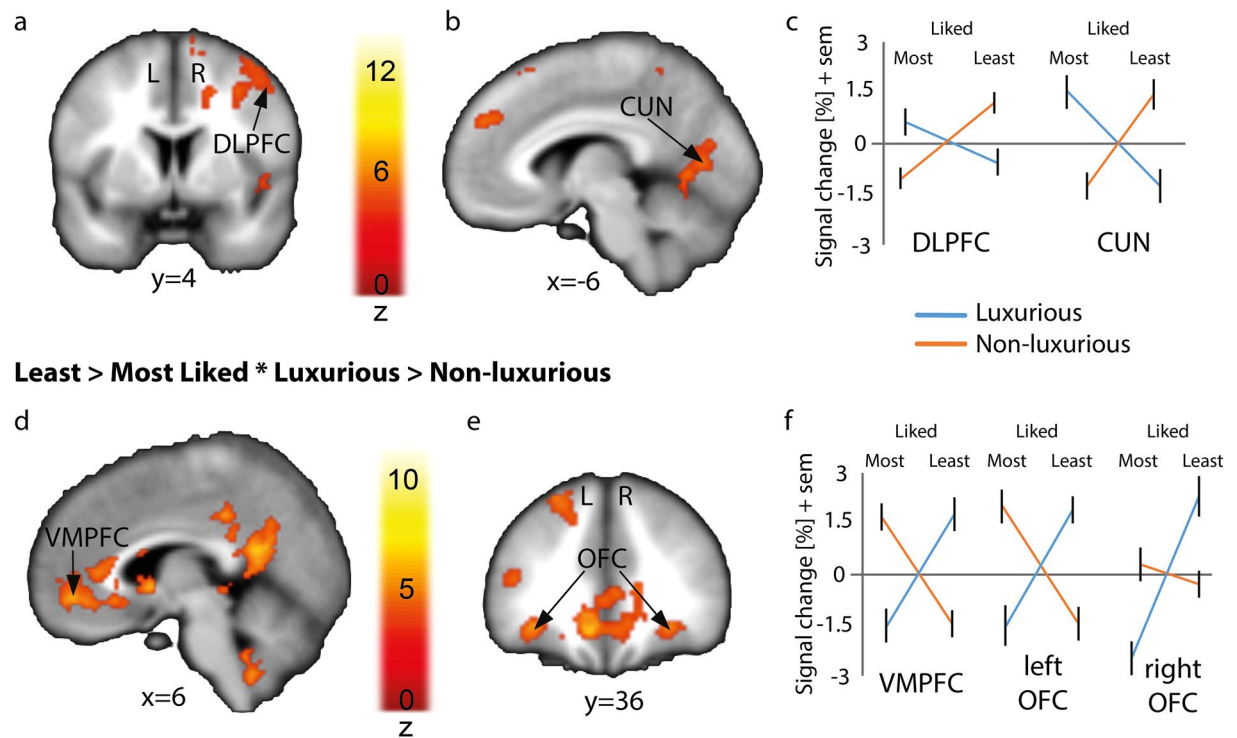 a
L
R
DLPFC
y=4
12
6
0
z
b
CUN
x=-6
c
Signal change [%] + sem
3
1.5
0
-1.5
-3
Liked
Most Least
Liked
Most Least
DLPFC
CUN
Luxurious
Non-luxurious
Least > Most Liked * Luxurious > Non-luxurious
d
VMPFC
x=6
10
5
0
z
e
L R
OFC
y=36
f
Signal change [%] + sem
3
1.5
0
-1.5
-3
Liked
Most Least
Liked
Most Least
Liked
Most Least
VMPFC
left
OFC
right
OFC